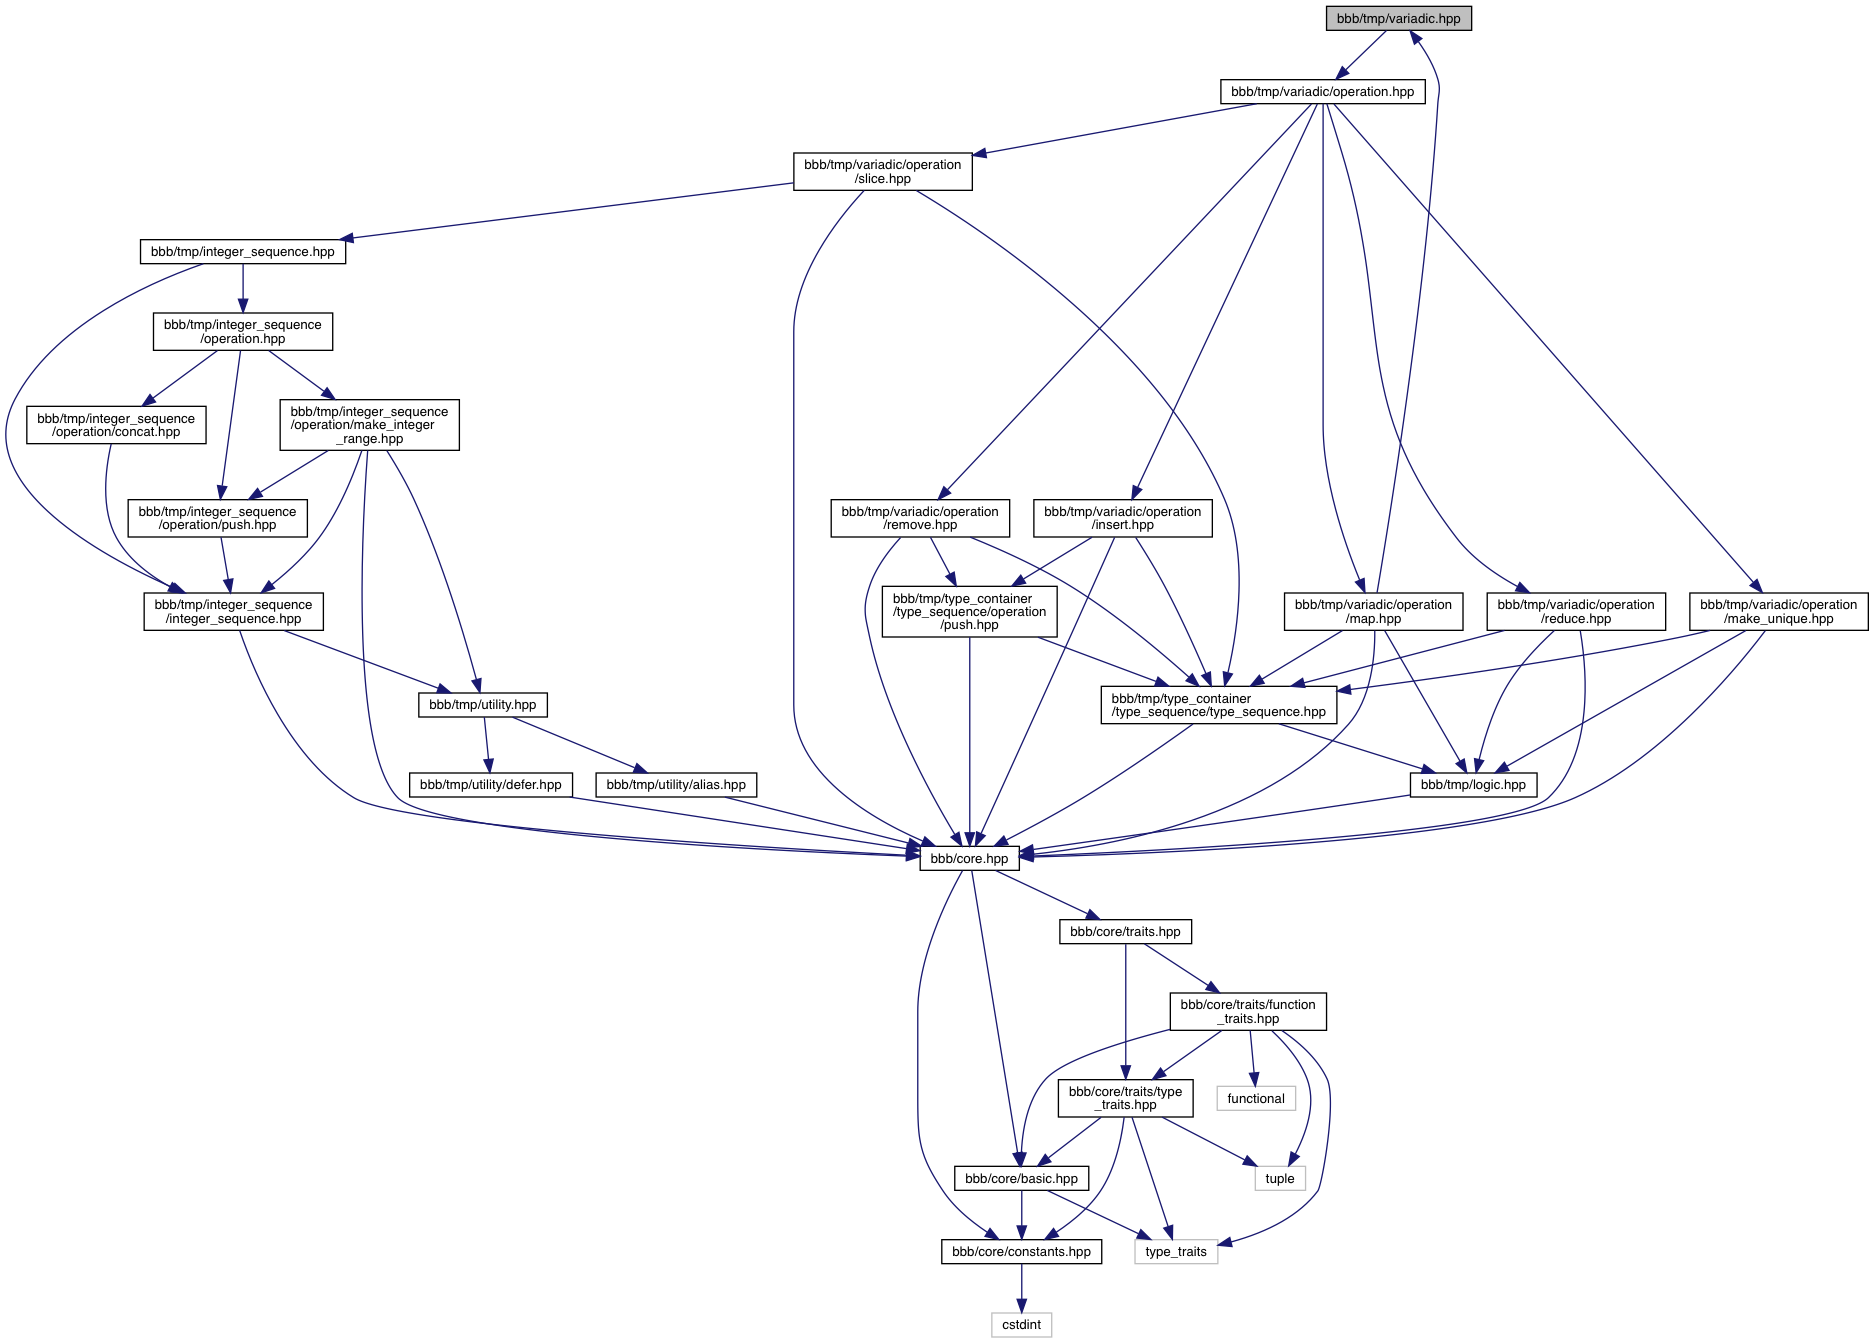 bbb/tmp/variadic.hpp
bbb/tmp/variadic/operation.hpp
bbb/tmp/variadic/operation
/slice.hpp
bbb/tmp/integer_sequence.hpp
bbb/tmp/integer_sequence
/operation.hpp
bbb/tmp/integer_sequence
/operation/concat.hpp
bbb/tmp/integer_sequence
/operation/make_integer
_range.hpp
bbb/tmp/integer_sequence
/operation/push.hpp
bbb/tmp/variadic/operation
/remove.hpp
bbb/tmp/variadic/operation
/insert.hpp
bbb/tmp/integer_sequence
/integer_sequence.hpp
bbb/tmp/type_container
/type_sequence/operation
/push.hpp
bbb/tmp/variadic/operation
/map.hpp
bbb/tmp/variadic/operation
/reduce.hpp
bbb/tmp/variadic/operation
/make_unique.hpp
bbb/tmp/utility.hpp
bbb/tmp/type_container
/type_sequence/type_sequence.hpp
bbb/tmp/utility/defer.hpp
bbb/tmp/utility/alias.hpp
bbb/tmp/logic.hpp
bbb/core.hpp
bbb/core/traits.hpp
bbb/core/traits/function
_traits.hpp
bbb/core/traits/type
_traits.hpp
functional
bbb/core/basic.hpp
tuple
bbb/core/constants.hpp
type_traits
cstdint